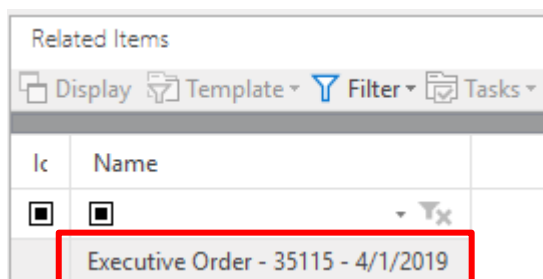 Related Items
Display Template Filter Tasks
Ic Name
Executive Order - 35115 - 4/1/2019